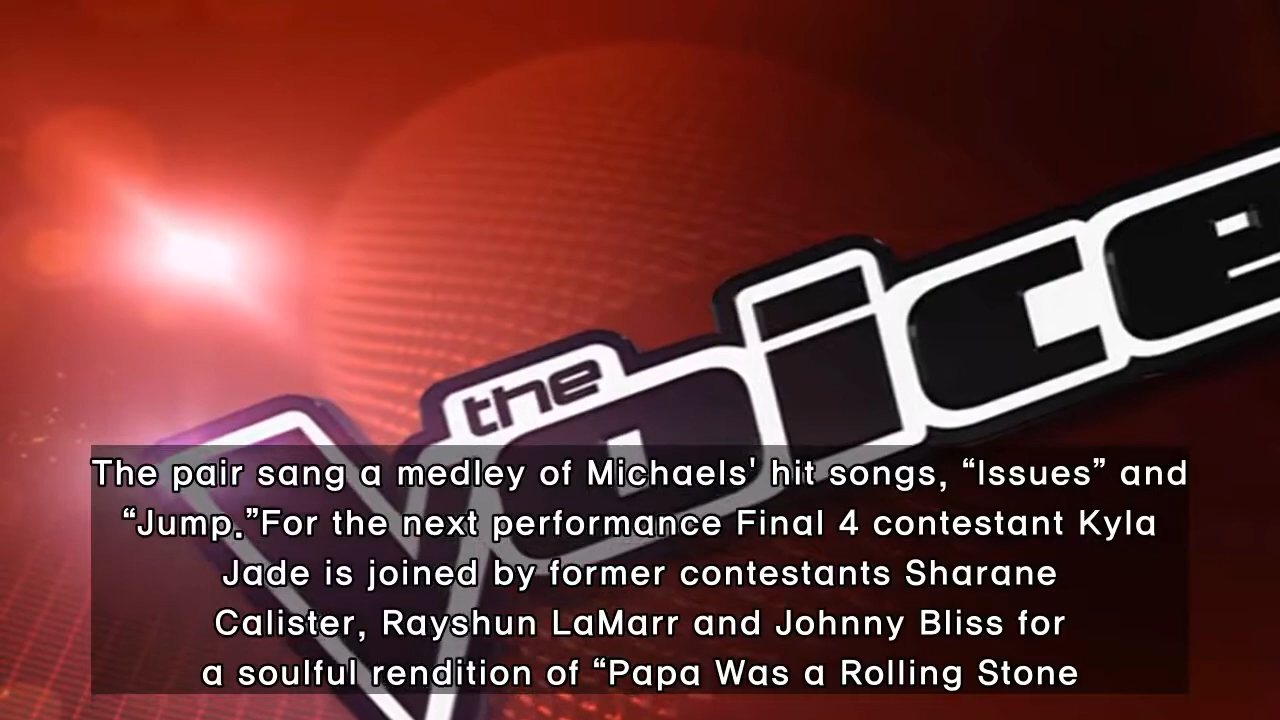 the
Voice
The pair sang a medley of Michaels' hit songs, “Issues” and
“Jump.”For the next performance Final 4 contestant Kyla
Jade is joined by former contestants Sharane
Calister, Rayshun LaMarr and Johnny Bliss for
a soulful rendition of “Papa Was a Rolling Stone